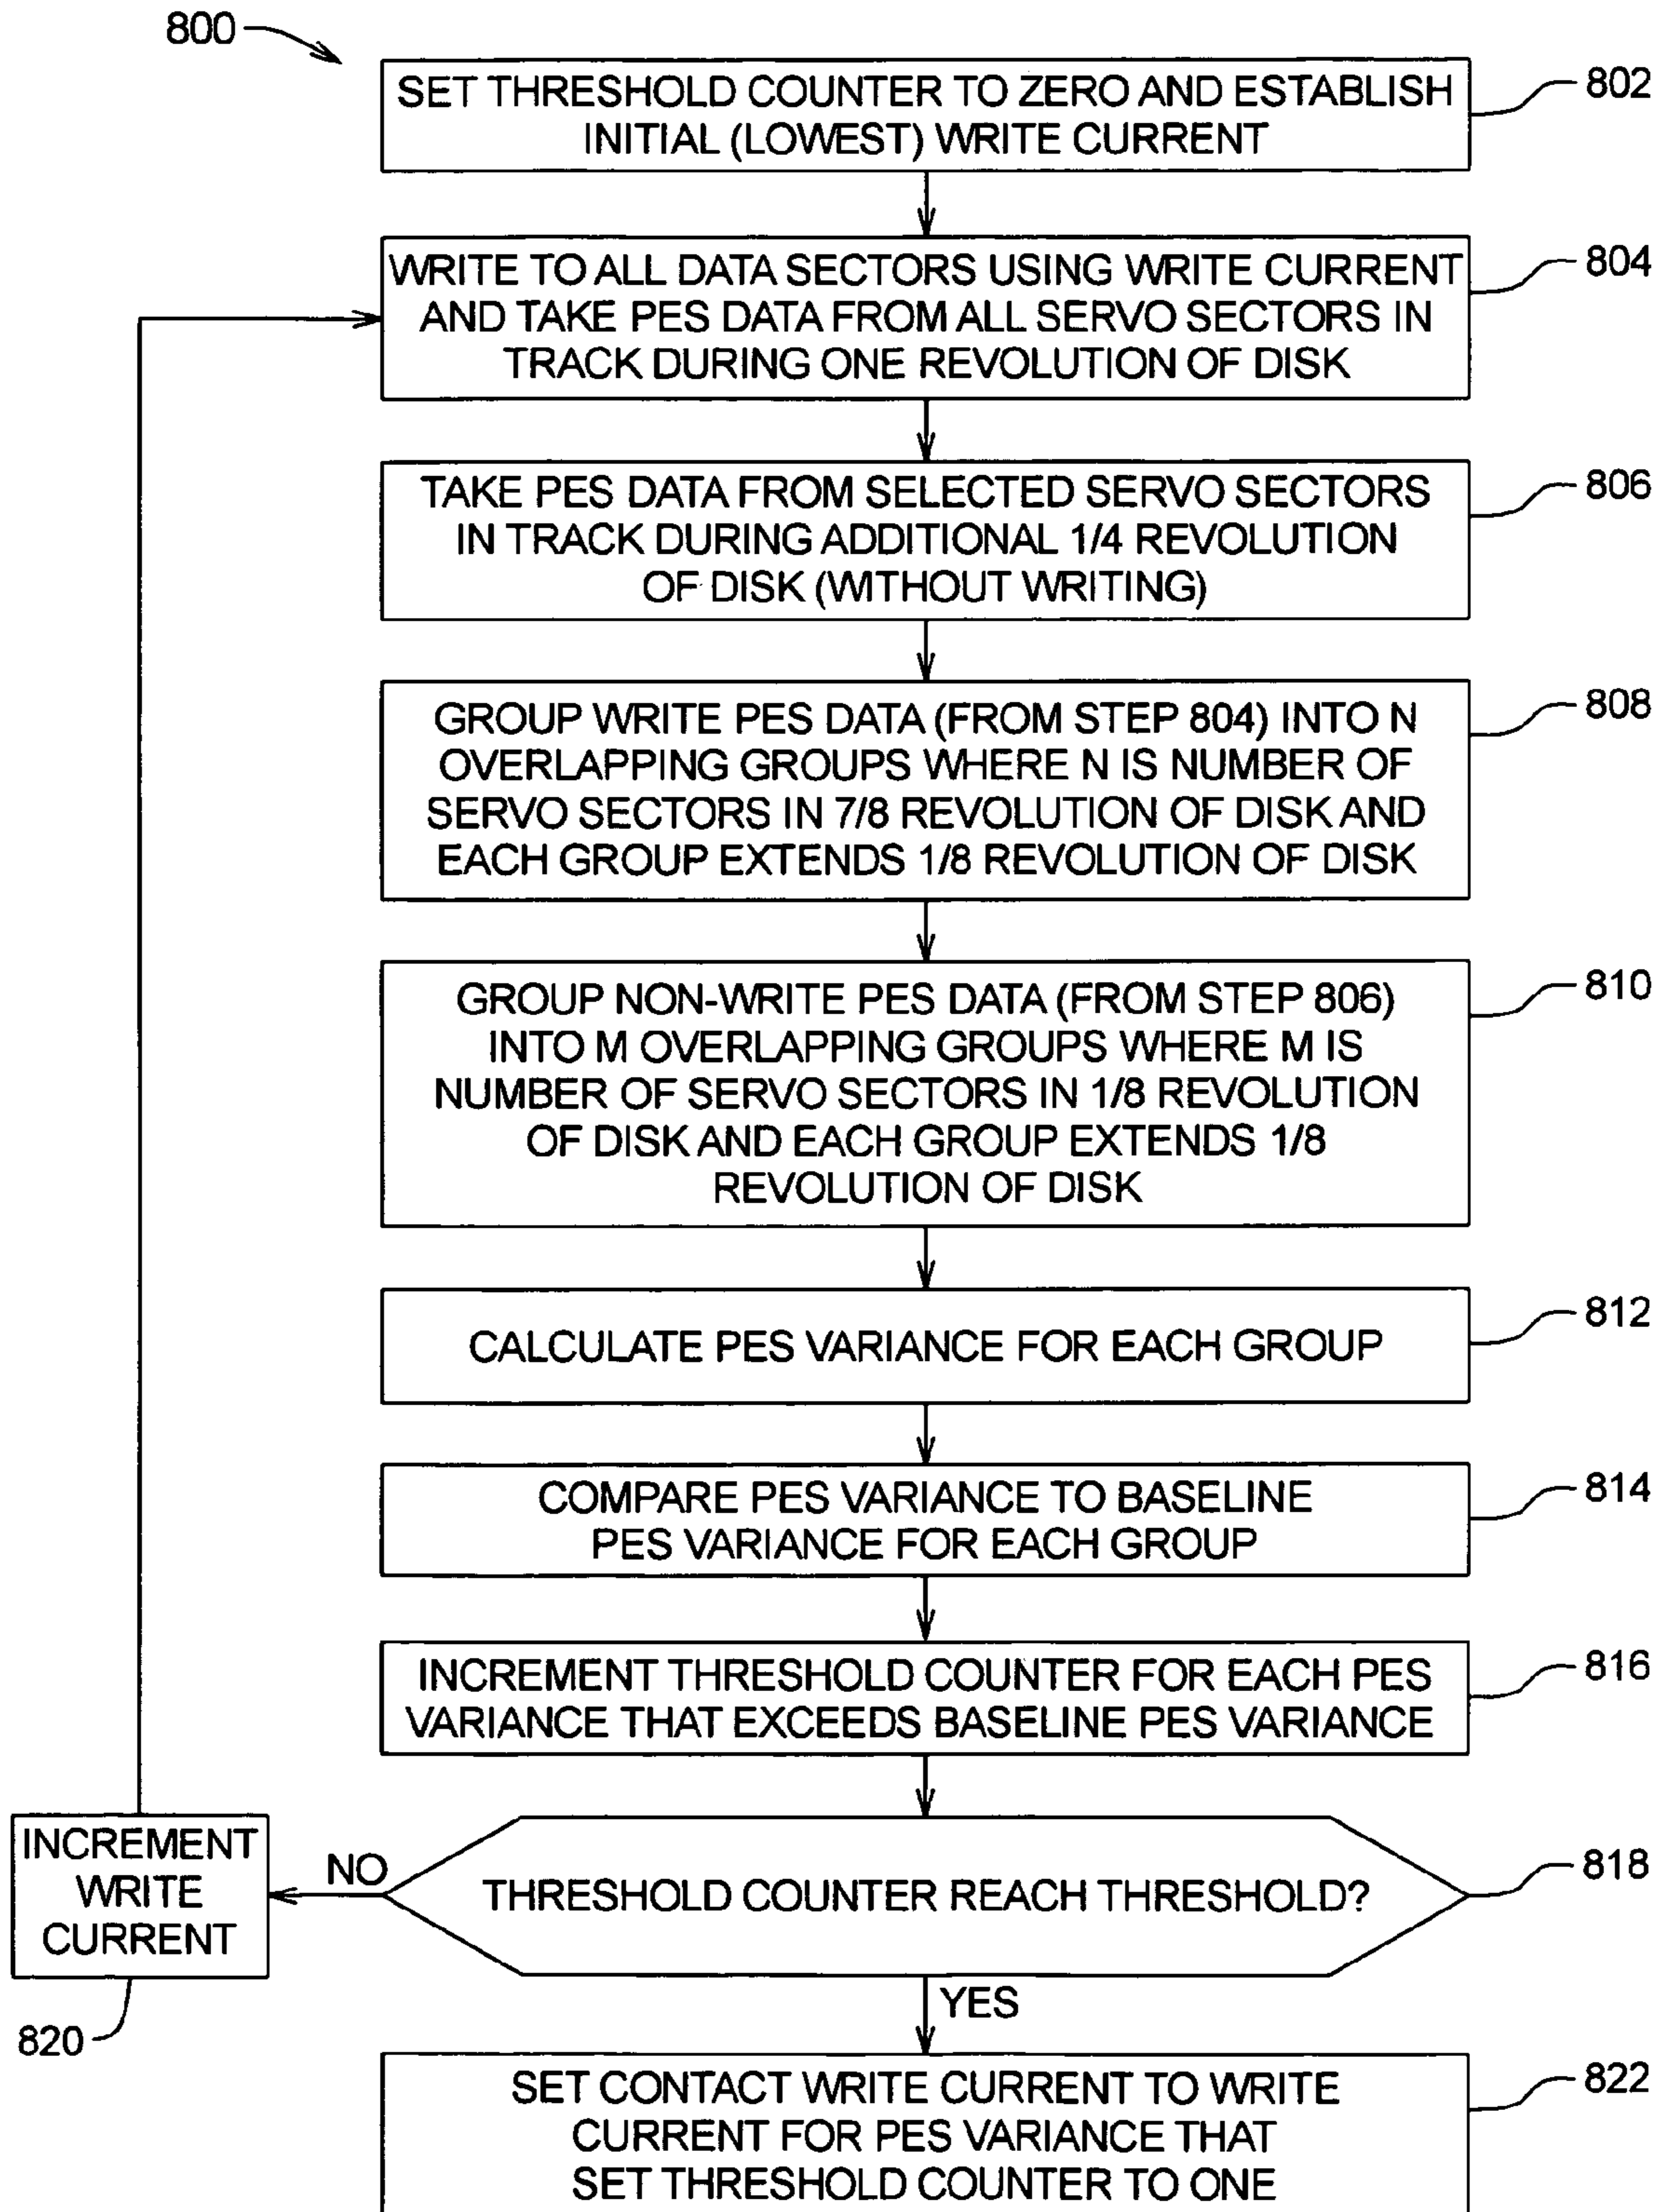 800
SET THRESHOLD COUNTER TO ZERO AND ESTABLISH
INITIAL (LOWEST) WRITE CURRENT
802
WRITE TO ALL DATA SECTORS USING WRITE CURRENT
AND TAKE PES DATA FROM ALL SERVO SECTORS IN
TRACK DURING ONE REVOLUTION OF DISK
804
TAKE PES DATA FROM SELECTED SERVO SECTORS
IN TRACK DURING ADDITIONAL 1/4 REVOLUTION
OF DISK (WITHOUT WRITING)
806
GROUP WRITE PES DATA (FROM STEP 804) INTO N
OVERLAPPING GROUPS WHERE N IS NUMBER OF
SERVO SECTORS IN 7/8 REVOLUTION OF DISK AND
EACH GROUP EXTENDS 1/8 REVOLUTION OF DISK
808
GROUP NON-WRITE PES DATA (FROM STEP 806)
INTO M OVERLAPPING GROUPS WHERE M IS
NUMBER OF SERVO SECTORS IN 1/8 REVOLUTION
OF DISK AND EACH GROUP EXTENDS 1/8
REVOLUTION OF DISK
810
CALCULATE PES VARIANCE FOR EACH GROUP
812
COMPARE PES VARIANCE TO BASELINE
PES VARIANCE FOR EACH GROUP
814
INCREMENT THRESHOLD COUNTER FOR EACH PES
VARIANCE THAT EXCEEDS BASELINE PES VARIANCE
816
THRESHOLD COUNTER REACH THRESHOLD?
818
NO
INCREMENT
WRITE
CURRENT
820
YES
SET CONTACT WRITE CURRENT TO WRITE
CURRENT FOR PES VARIANCE THAT
SET THRESHOLD COUNTER TO ONE
822